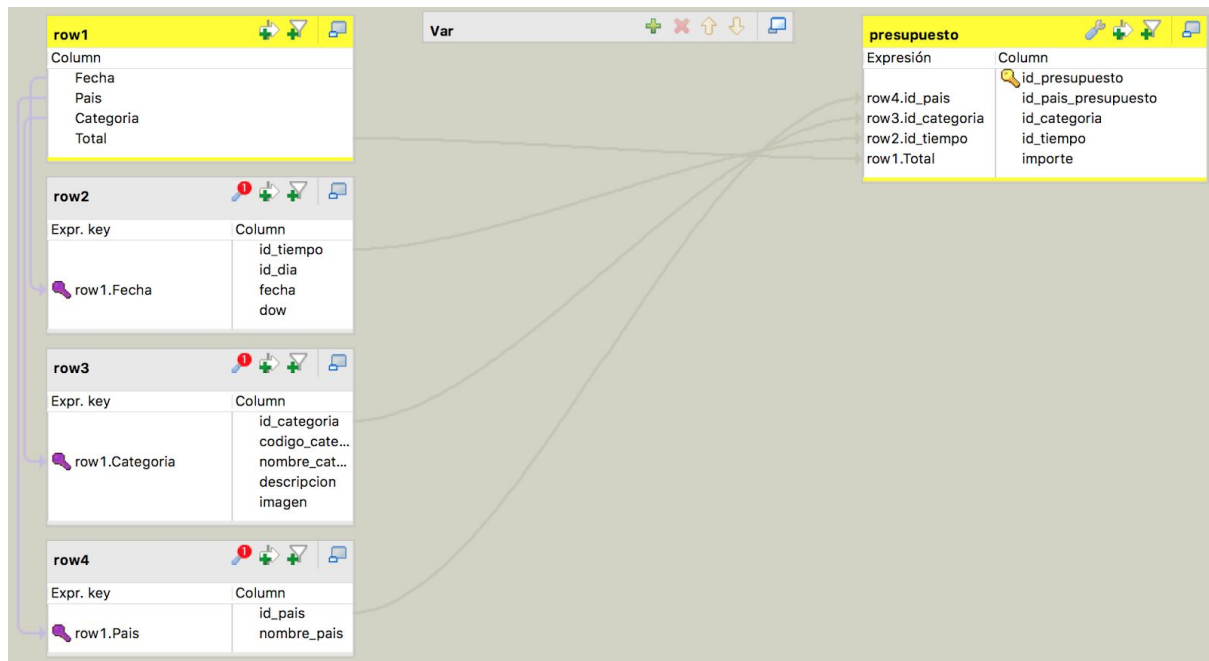 row1
Column
Fecha
Pais
Categoria
Total
row2
Expr. key Column
id_tiempo
id_dia
row1.Fecha fecha
dow
row3
Expr. key Column
id_categoria
codigo_cate...
row1.Categoria nombre_cat...
descripcion
imagen
row4
Expr. key Column
id_pais
row1.Pais nombre_pais
Var
presupuesto
Expresión Column
id_presupuesto
row4.id_pais id_pais_presupuesto
row3.id_categoria id_categoria
row2.id_tiempo id_tiempo
row1.Total importe